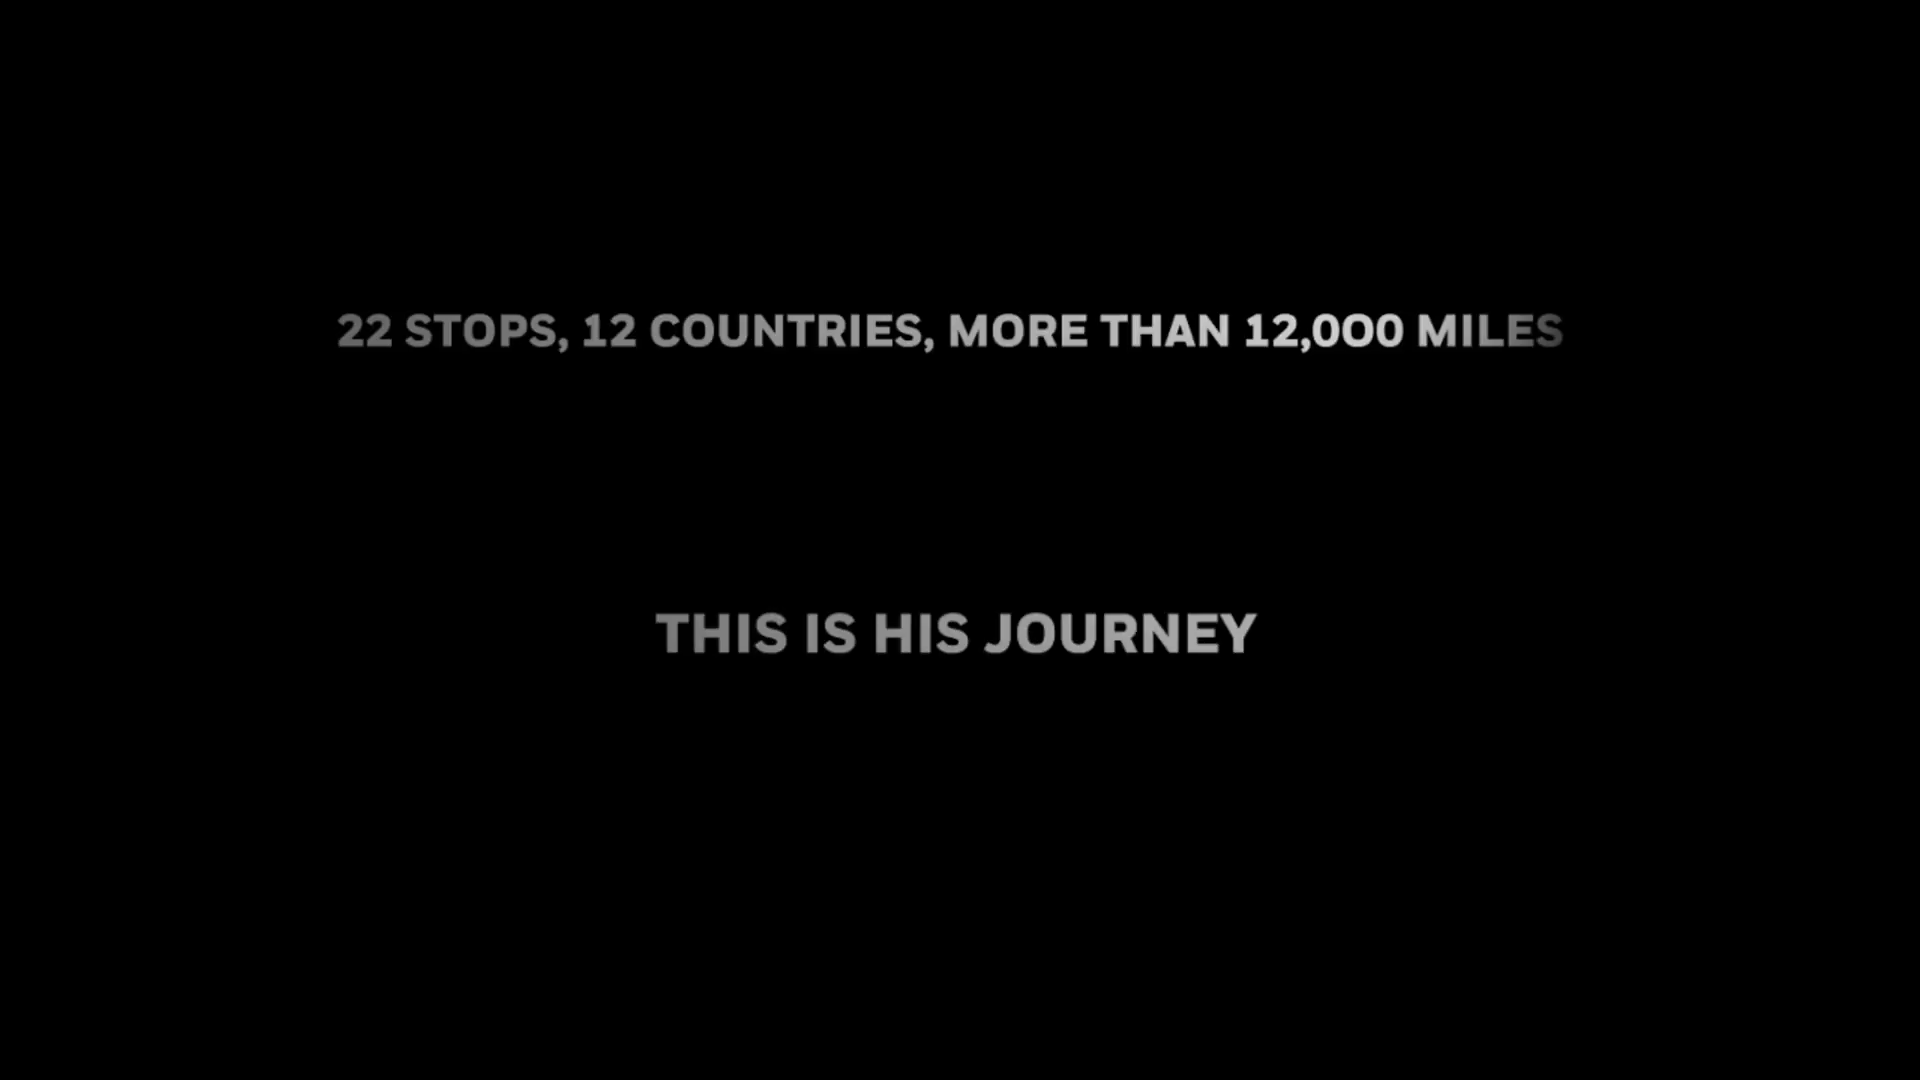 22 STOPS, 12 COUNTRIES, MORE THAN 12,000 MILES
THIS IS HIS JOURNEY